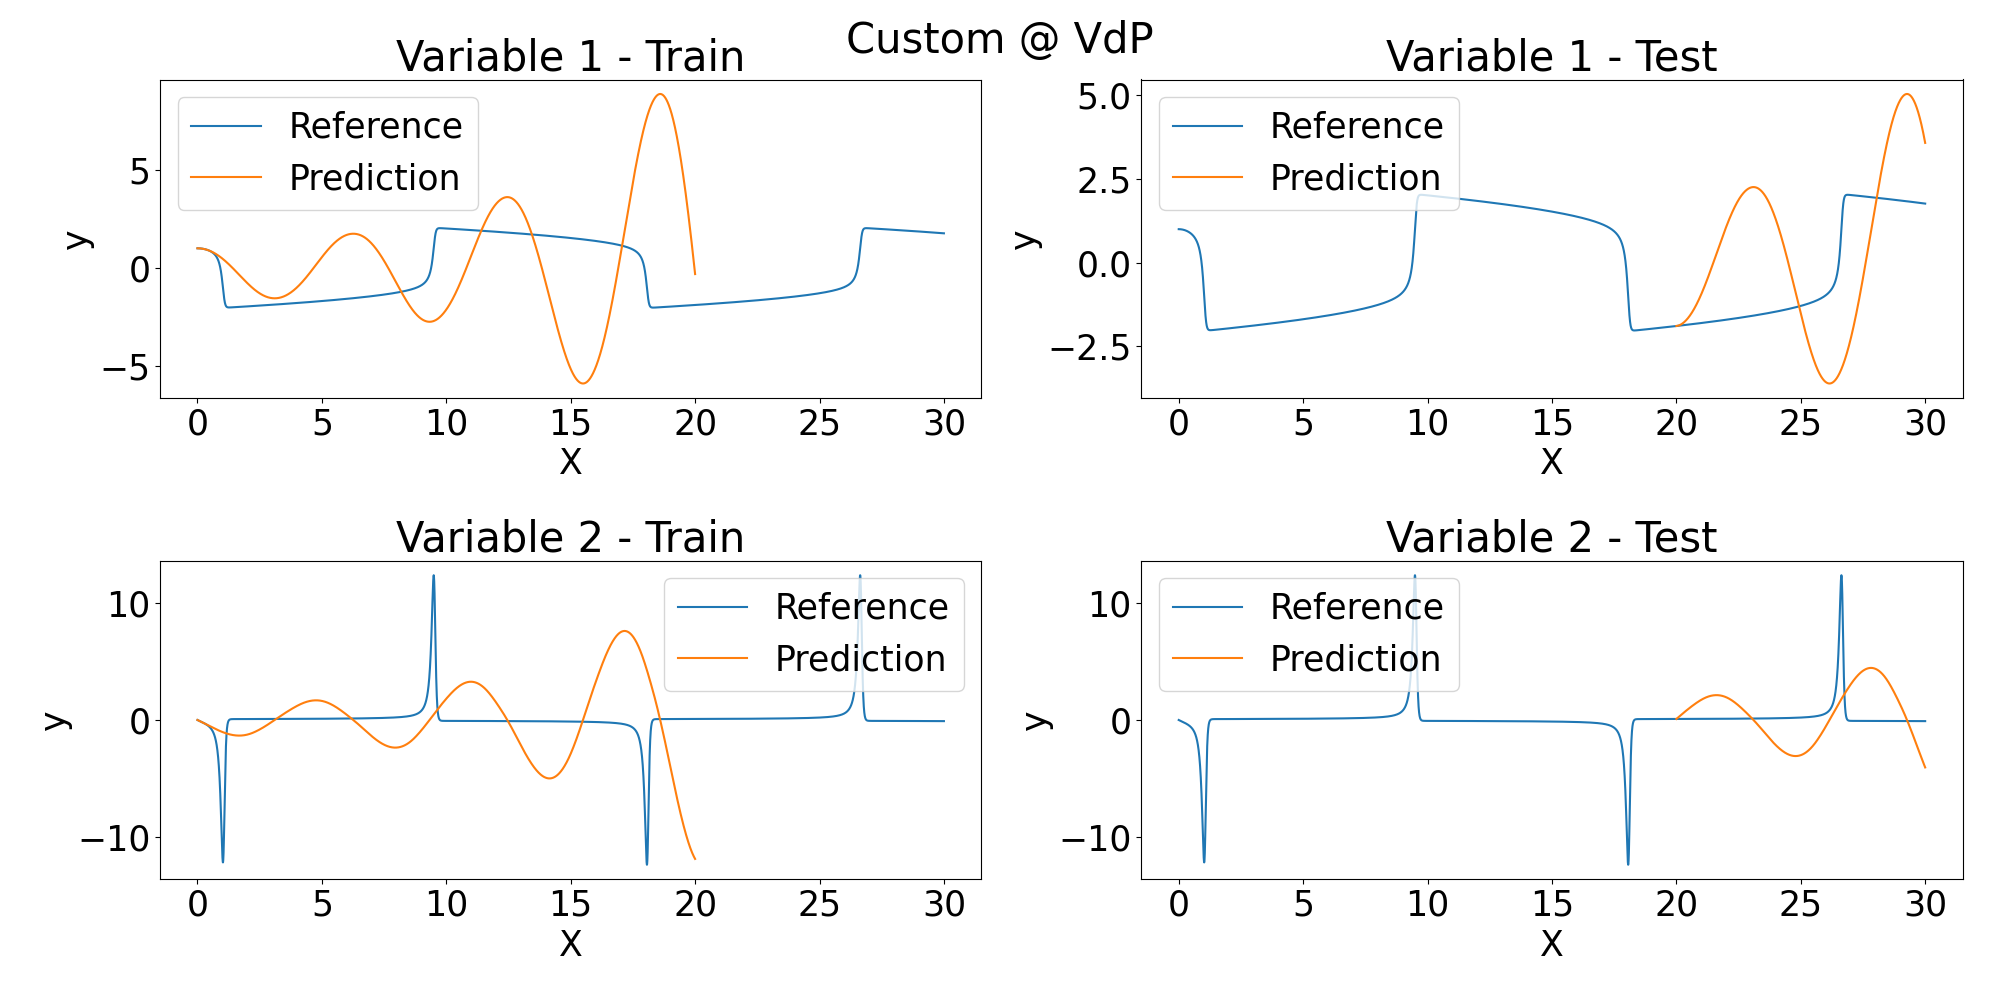 Custom @ VdP
Variable 1 - Train
Reference
Prediction
y
5
0
−5
0 5 10 15 20 25 30
X
Variable 1 - Test
Reference
Prediction
y
5.0
2.5
0.0
−2.5
0 5 10 15 20 25 30
X
Variable 2 - Train
Reference
Prediction
y
10
0
−10
0 5 10 15 20 25 30
X
Variable 2 - Test
Reference
Prediction
y
10
0
−10
0 5 10 15 20 25 30
X